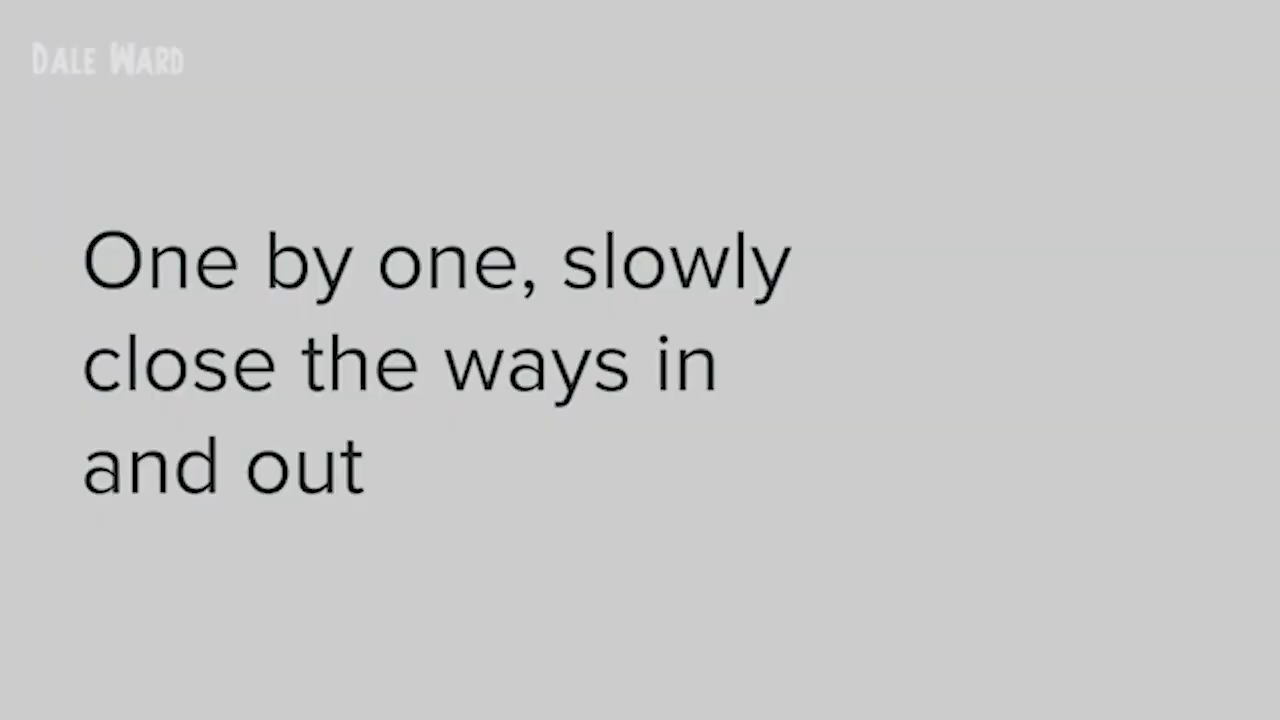 DALE WARD
One by one, slowly
close the ways in
and out